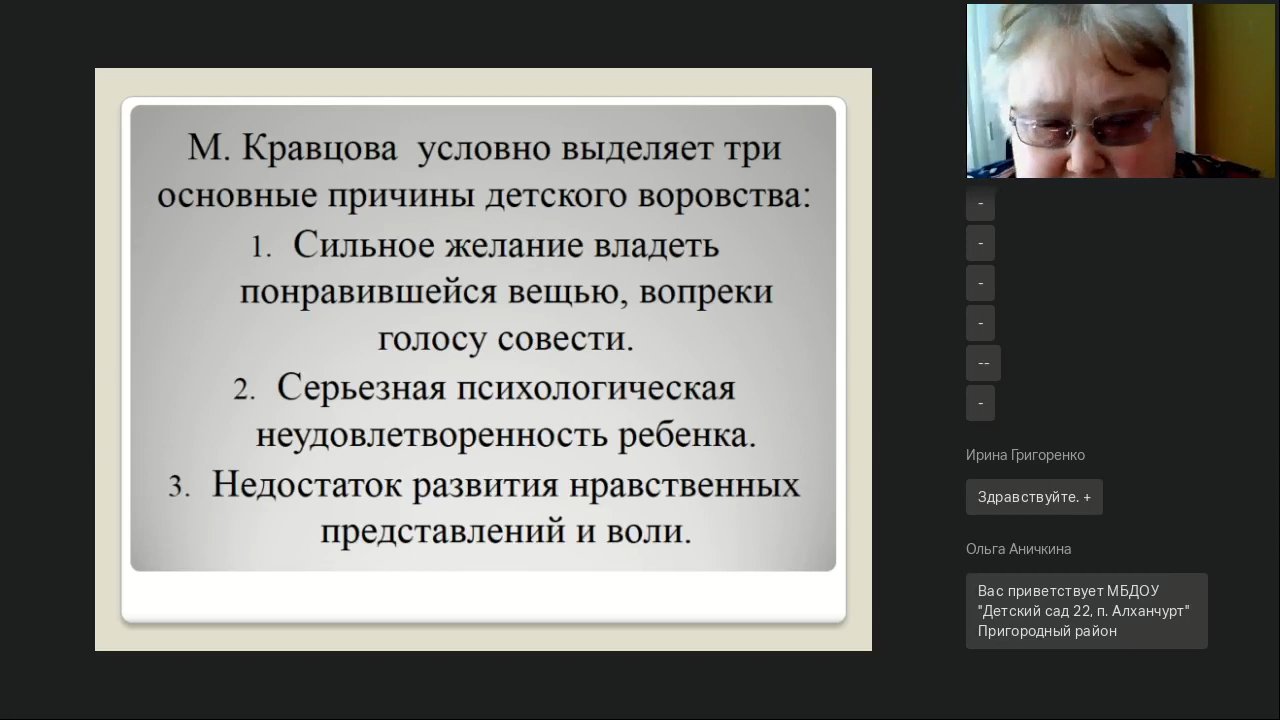 М. Кравцова условно выделяет три
основные причины детского воровства:
1. Сильное желание владеть
понравившейся вещью, вопреки
голосу совести.
2. Серьезная психологическая
неудовлетворенность ребенка.
3. Недостаток развития нравственных
представлений и воли.
-
-
-
-
--
-
Ирина Григоренко
Здравствуйте. +
Ольга Аничкина
Вас приветствует МБДОУ
"Детский сад 22, п. Алханчурт"
Пригородный район